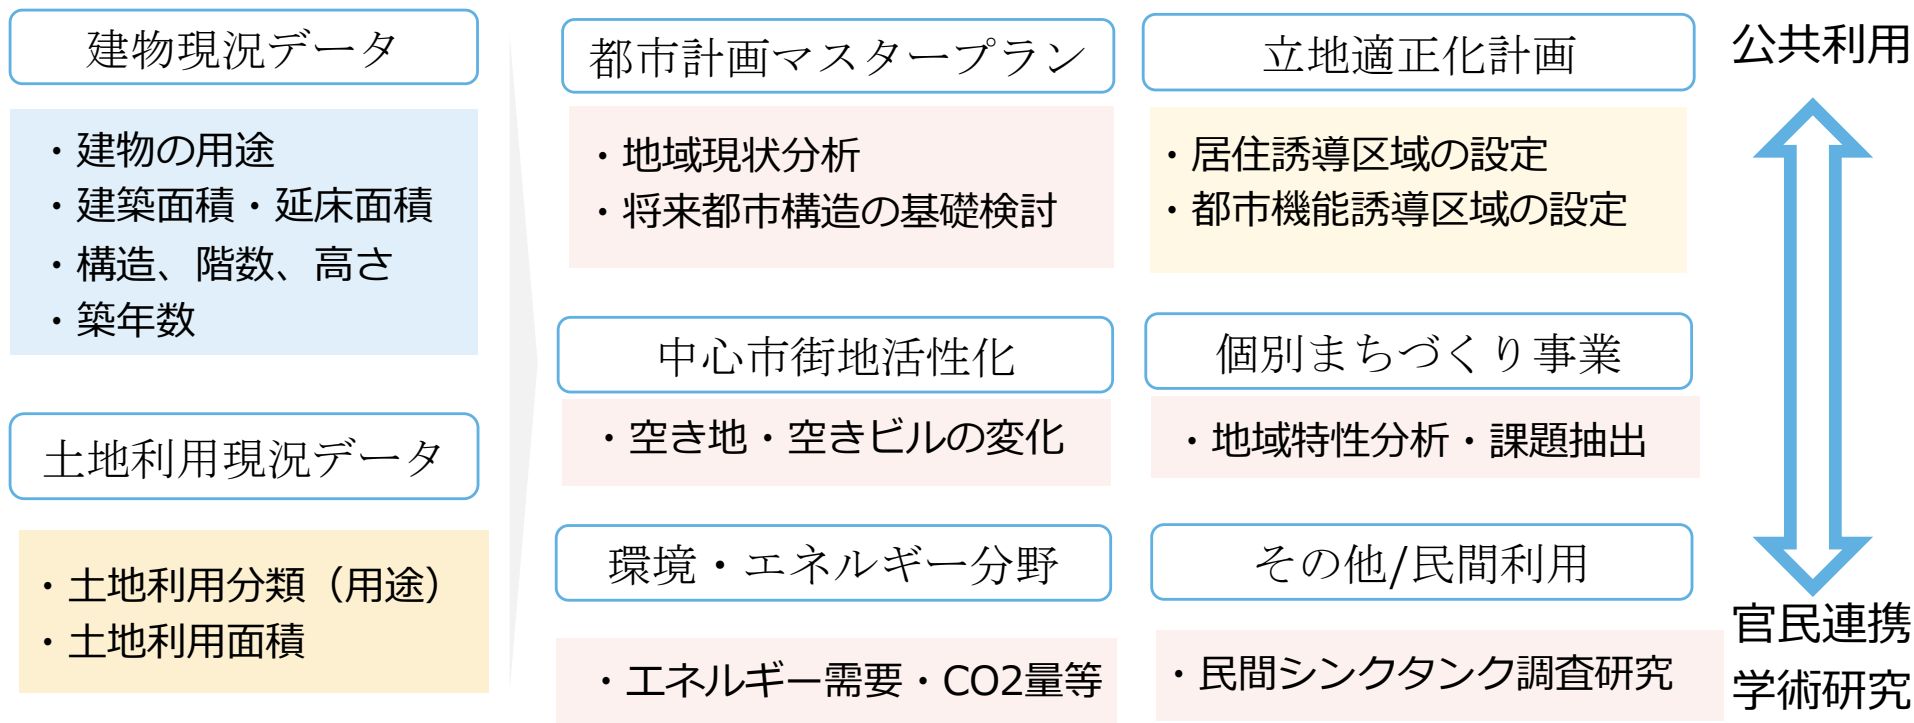 建物現況データ
・建物の用途
・建築面積・延床面積
・構造、階数、高さ
・築年数
土地利用現況データ
・土地利用分類（用途）
・土地利用面積
都市計画マスタープラン
・地域現状分析
・将来都市構造の基礎検討
立地適正化計画
・居住誘導区域の設定
・都市機能誘導区域の設定
中心市街地活性化
・空き地・空きビルの変化
個別まちづくり事業
・地域特性分析・課題抽出
環境・エネルギー分野
・エネルギー需要・CO2量等
その他/民間利用
・民間シンクタンク調査研究
公共利用
官民連携
学術研究